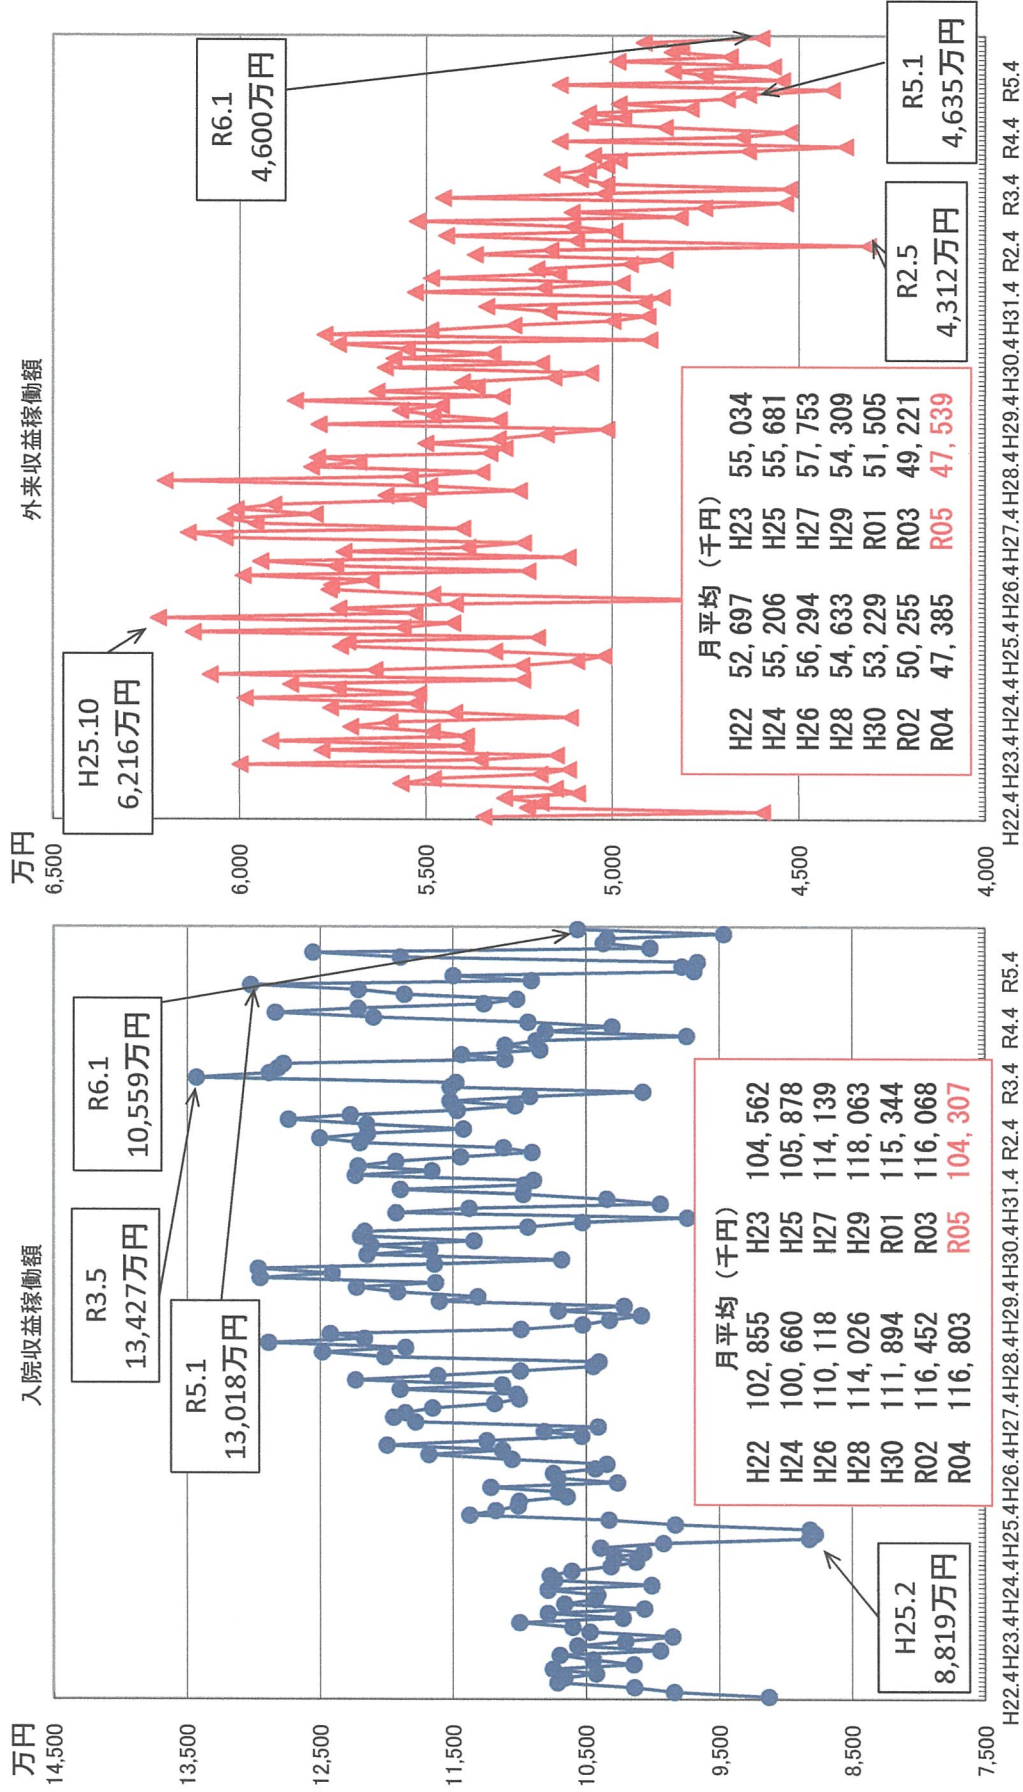 入院収益稼働額
万円
14,500
13,500
12,500
11,500
10,500
9,500
8,500
7,500
R3.5
13,427万円
R6.1
10,559万円
R5.1
13,018万円
H25.2
8,819万円
月平均（千円）
H22 102,855 H23 104,562
H24 100,660 H25 105,878
H26 110,118 H27 114,139
H28 114,026 H29 118,063
H30 111,894 R01 115,344
R02 116,452 R03 116,068
R04 116,803 R05 104,307
H22.4 H23.4 H24.4 H25.4 H26.4 H27.4 H28.4 H29.4 H30.4 H31.4 R2.4 R3.4 R4.4 R5.4
外来収益稼働額
万円
6,500
6,000
5,500
5,000
4,500
4,000
H25.10
6,216万円
R6.1
4,600万円
R2.5
4,312万円
R5.1
4,635万円
月平均（千円）
H22 52,697 H23 55,034
H24 55,206 H25 55,681
H26 56,294 H27 57,753
H28 54,633 H29 54,309
H30 53,229 R01 51,505
R02 50,255 R03 49,221
R04 47,385 R05 47,539
H22.4 H23.4 H24.4 H25.4 H26.4 H27.4 H28.4 H29.4 H30.4 H31.4 R2.4 R3.4 R4.4 R5.4